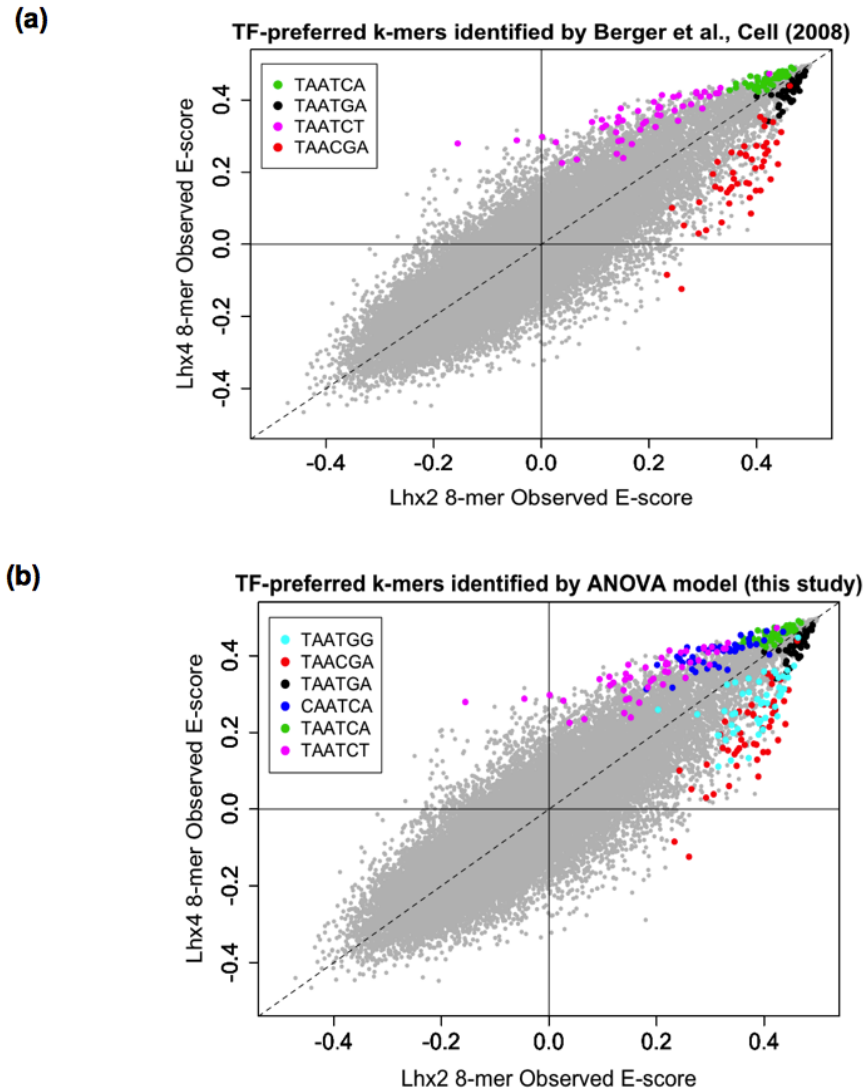 (a)
TF-preferred k-mers identified by Berger et al., Cell (2008)
TAATCA
TAATGA
TAATCT
TAACGA
0.4
0.2
0.0
-0.2
-0.4
Lhx4 8-mer Observed E-score
-0.4 -0.2 0.0 0.2 0.4
Lhx2 8-mer Observed E-score
(b)
TF-preferred k-mers identified by ANOVA model (this study)
TAATGG
TAACGA
TAATGA
CAATCA
TAATCA
TAATCT
0.4
0.2
0.0
-0.2
-0.4
Lhx4 8-mer Observed E-score
-0.4 -0.2 0.0 0.2 0.4
Lhx2 8-mer Observed E-score